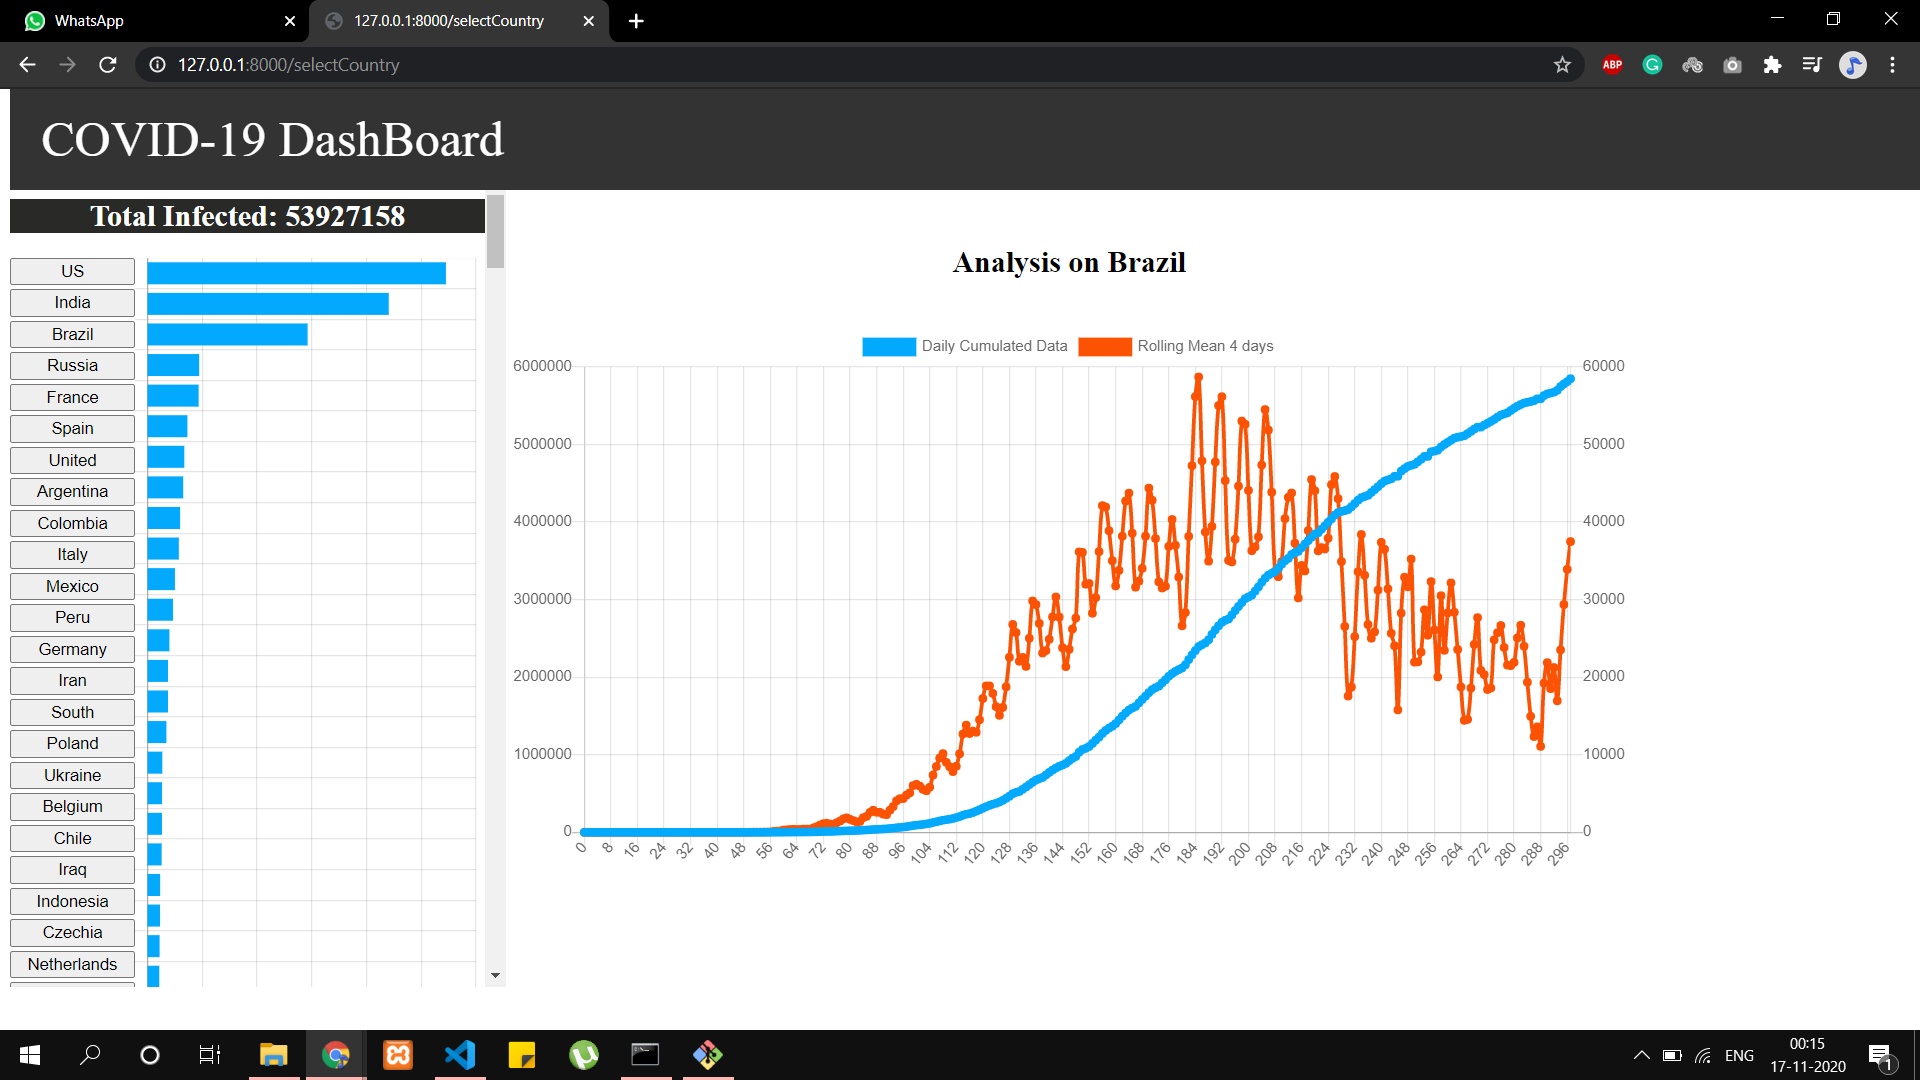 WhatsApp
127.0.0.1:8000/selectCountry
127.0.0.1:8000/selectCountry
ABP
COVID-19 DashBoard
Total Infected: 53927158
US
India
Brazil
Russia
France
Spain
United
Argentina
Colombia
Italy
Mexico
Peru
Germany
Iran
South
Poland
Ukraine
Belgium
Chile
Iraq
Indonesia
Czechia
Netherlands
Analysis on Brazil
Daily Cumulated Data
Rolling Mean 4 days
6000000
5000000
4000000
3000000
2000000
1000000
0
60000
50000
40000
30000
20000
10000
0
0 8 16 24 32 40 48 56 64 72 80 88 96 104 112 120 128 136 144 152 160 168 176 184 192 200 208 216 224 232 240 248 256 264 272 280 288 296
ENG
00:15
17-11-2020
1